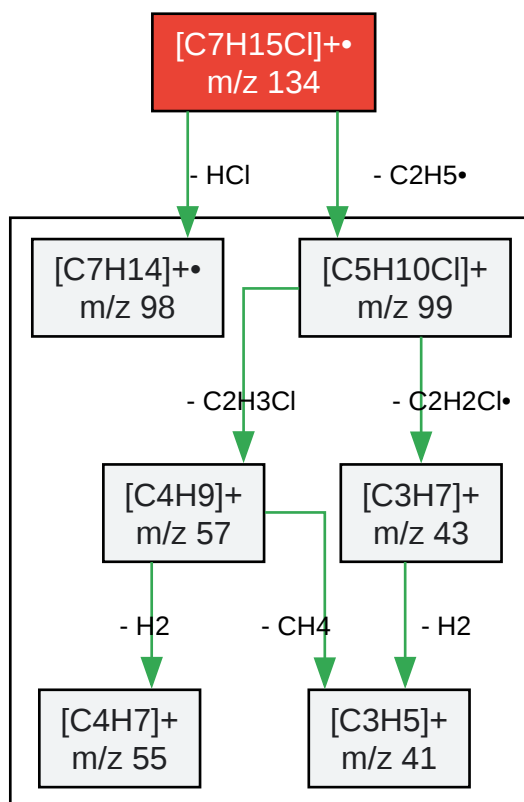 [C7H15Cl]+•
m/z 134
- HCl
- C2H5•
[C7H14]+•
m/z 98
[C5H10Cl]+
m/z 99
- C2H3Cl
- C2H2Cl•
[C4H9]+
m/z 57
[C3H7]+
m/z 43
- H2
- CH4
- H2
[C4H7]+
m/z 55
[C3H5]+
m/z 41